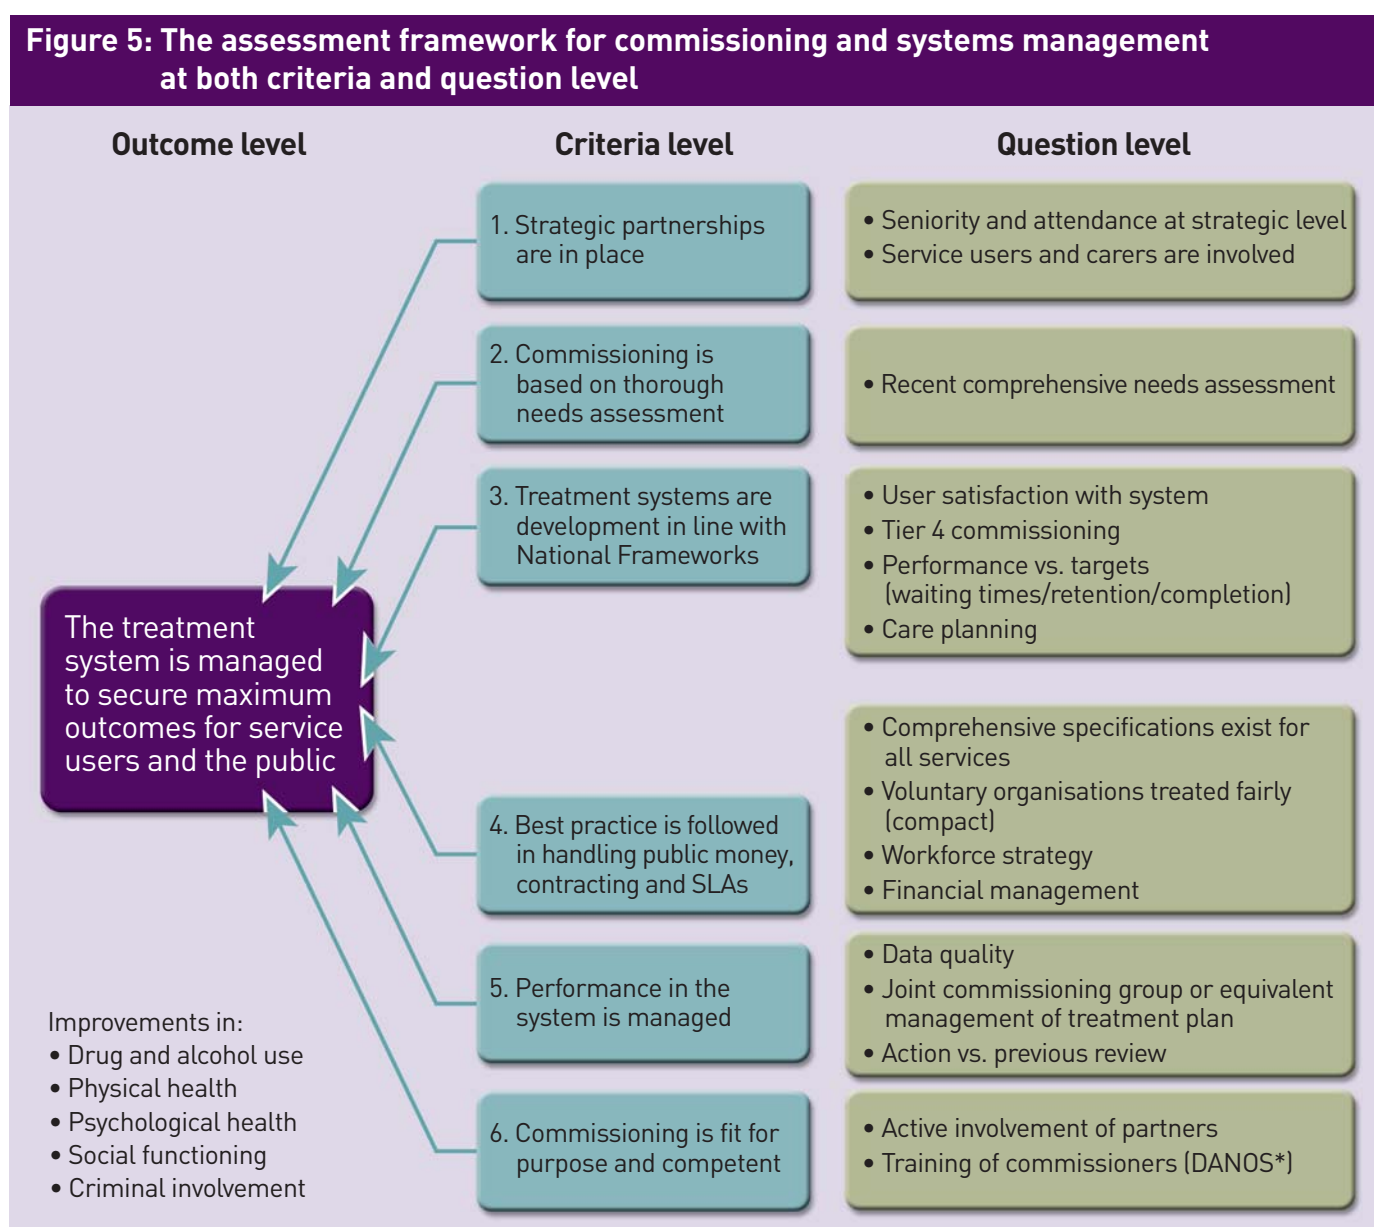 Figure 5: The assessment framework for commissioning and systems management
at both criteria and question level
Outcome level
Criteria level
Question level
The treatment
system is managed
to secure maximum
outcomes for service
users and the public
Improvements in:
• Drug and alcohol use
• Physical health
• Psychological health
• Social functioning
• Criminal involvement
1. Strategic partnerships
are in place
• Seniority and attendance at strategic level
• Service users and carers are involved
2. Commissioning is
based on thorough
needs assessment
• Recent comprehensive needs assessment
3. Treatment systems are
development in line with
National Frameworks
• User satisfaction with system
• Tier 4 commissioning
• Performance vs. targets
(waiting times/retention/completion)
• Care planning
4. Best practice is followed
in handling public money,
contracting and SLAs
• Comprehensive specifications exist for
all services
• Voluntary organisations treated fairly
(compact)
• Workforce strategy
• Financial management
5. Performance in the
system is managed
• Data quality
• Joint commissioning group or equivalent
management of treatment plan
• Action vs. previous review
6. Commissioning is fit for
purpose and competent
• Active involvement of partners
• Training of commissioners (DANOS*)